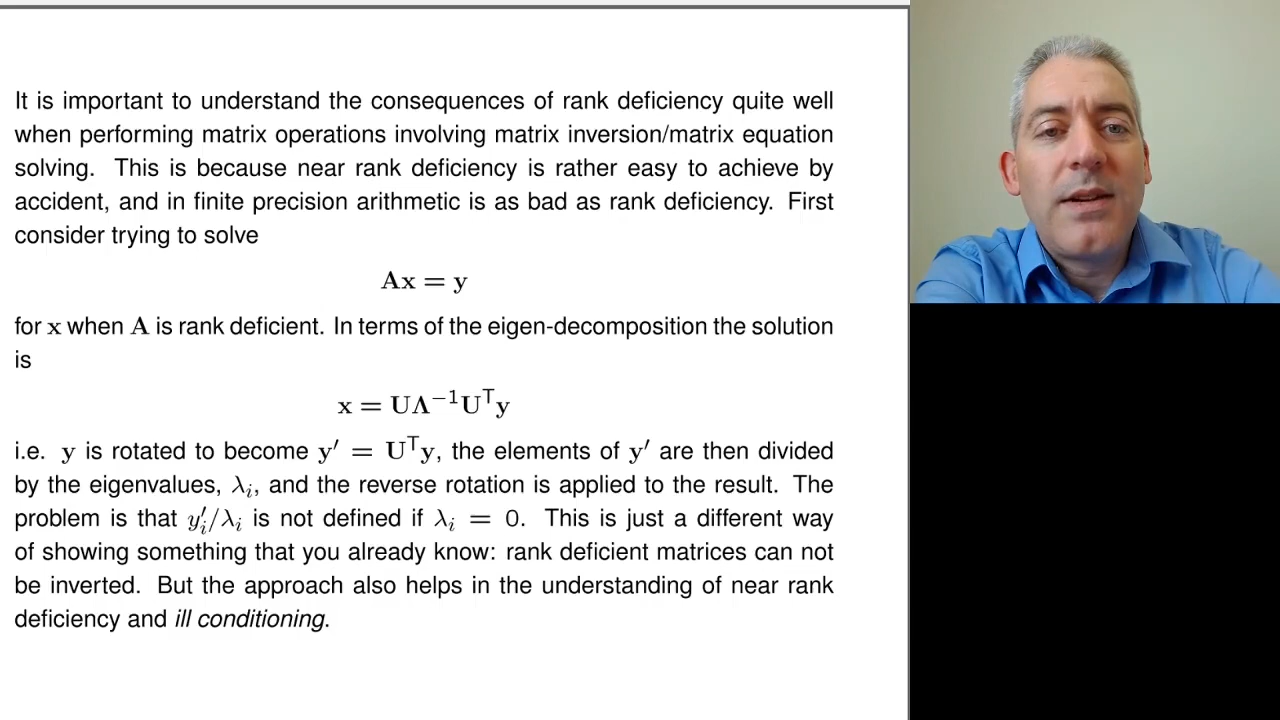 It is important to understand the consequences of rank deficiency quite well
when performing matrix operations involving matrix inversion/matrix equation
solving. This is because near rank deficiency is rather easy to achieve by
accident, and in finite precision arithmetic is as bad as rank deficiency. First
consider trying to solve
Ax = y
for x when A is rank deficient. In terms of the eigen-decomposition the solution
is
x = UΛ⁻¹Uᵀy
i.e. y is rotated to become y′ = Uᵀy, the elements of y′ are then divided
by the eigenvalues, λᵢ, and the reverse rotation is applied to the result. The
problem is that y′ᵢ/λᵢ is not defined if λᵢ = 0. This is just a different way
of showing something that you already know: rank deficient matrices can not
be inverted. But the approach also helps in the understanding of near rank
deficiency and ill conditioning.